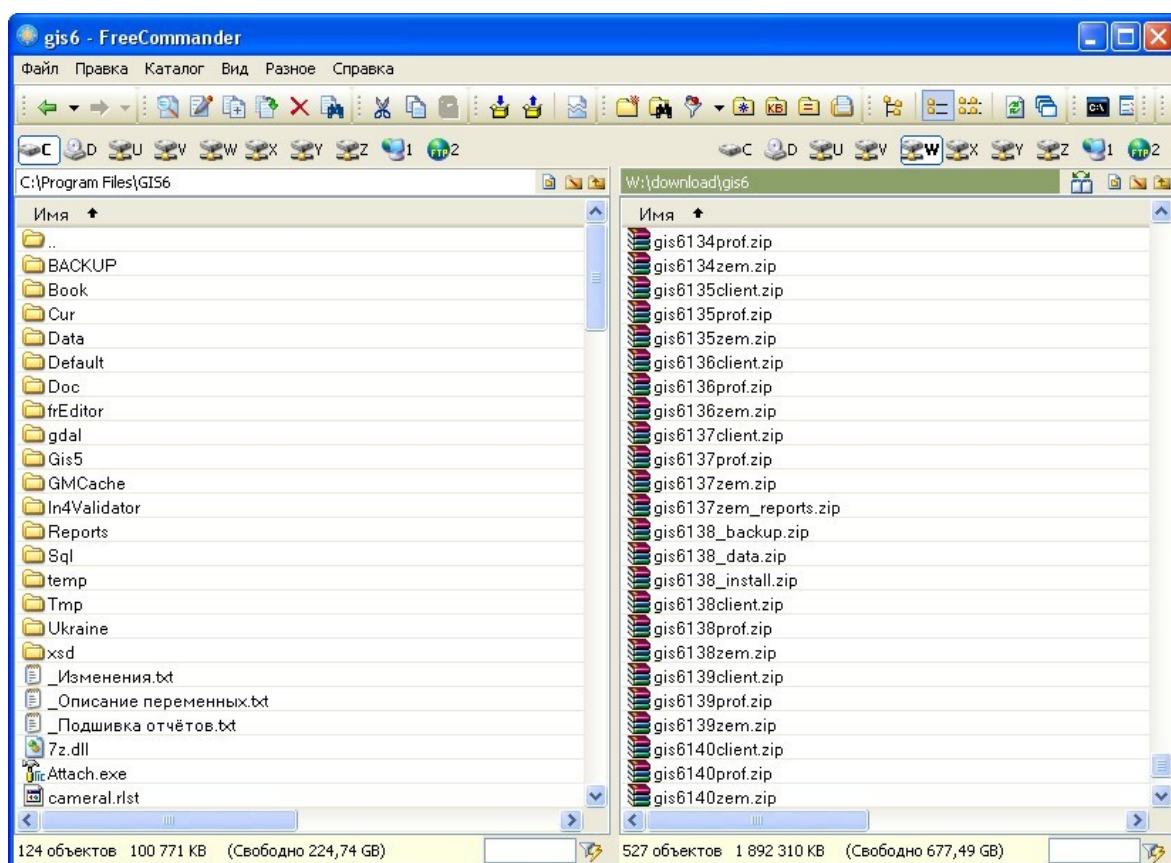 gis6 - FreeCommander
Файл Правка Каталог Вид Разное Справка
C D U V W X Y Z 1 2
C D U V W X Y Z 1 2
C:\Program Files\GIS6
W:\download\gis6
Имя
..
BACKUP
Book
Cur
Data
Default
Doc
frEditor
gdal
Gis5
GMCache
In4Validator
Reports
Sql
temp
Tmp
Ukraine
xsd
_Изменения.txt
_Описание переменных.txt
_Подшивка отчётов.txt
7z.dll
Attach.exe
cameral.rlst
124 объектов 100 771 KB (Свободно 224,74 GB)
Имя
gis6134prof.zip
gis6134zem.zip
gis6135client.zip
gis6135prof.zip
gis6135zem.zip
gis6136client.zip
gis6136prof.zip
gis6136zem.zip
gis6137client.zip
gis6137prof.zip
gis6137zem.zip
gis6137zem_reports.zip
gis6138_backup.zip
gis6138_data.zip
gis6138_install.zip
gis6138client.zip
gis6138prof.zip
gis6138zem.zip
gis6139client.zip
gis6139prof.zip
gis6139zem.zip
gis6140client.zip
gis6140prof.zip
gis6140zem.zip
527 объектов 1 892 310 KB (Свободно 677,49 GB)